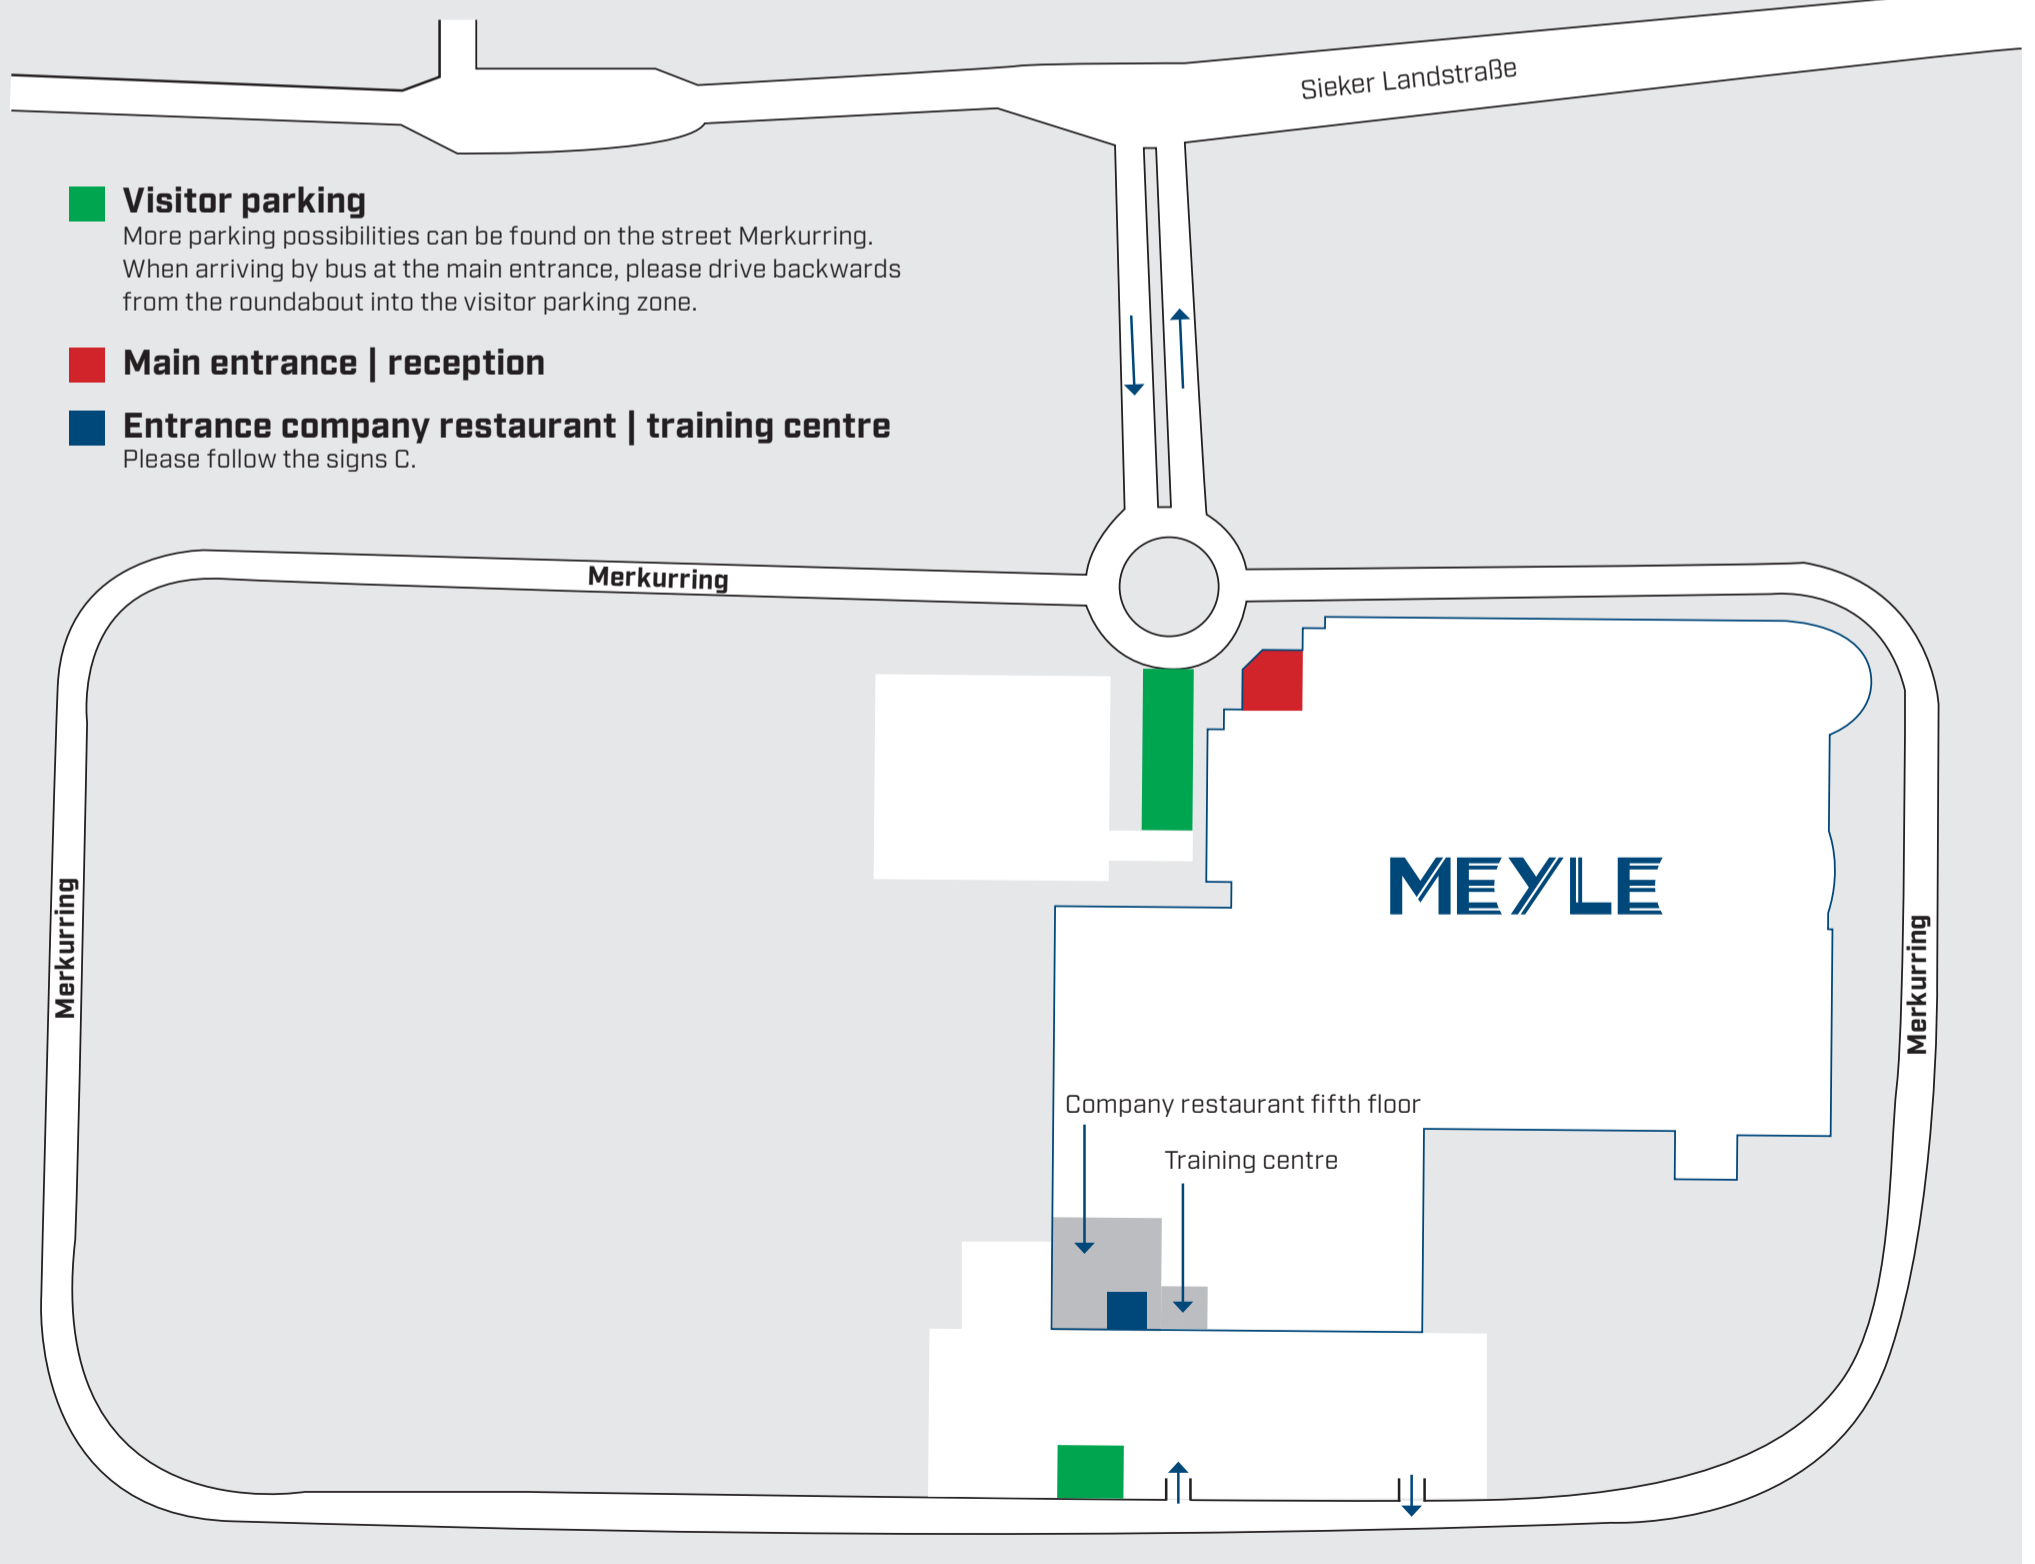 Sieker Landstraße
Visitor parking
More parking possibilities can be found on the street Merkurring.
When arriving by bus at the main entrance, please drive backwards
from the roundabout into the visitor parking zone.
Main entrance | reception
Entrance company restaurant | training centre
Please follow the signs C.
Merkurring
Merkurring
MEYLE
Merkurring
Company restaurant fifth floor
Training centre